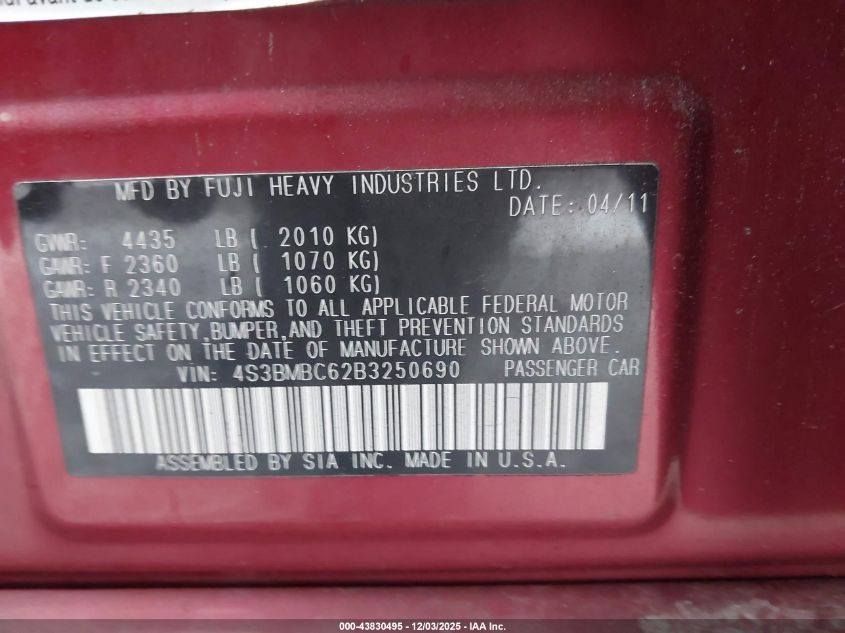 MFD BY FUJI HEAVY INDUSTRIES LTD.
DATE: 04/11
GVWR: 4435 LB ( 2010 KG)
GAWR: F 2360 LB ( 1070 KG)
GAWR: R 2340 LB ( 1060 KG)
THIS VEHICLE CONFORMS TO ALL APPLICABLE FEDERAL MOTOR
VEHICLE SAFETY,BUMPER,AND THEFT PREVENTION STANDARDS
IN EFFECT ON THE DATE OF MANUFACTURE SHOWN ABOVE.
VIN: 4S3BMBC62B3250690 PASSENGER CAR
ASSEMBLED BY SIA INC. MADE IN U.S.A.
000-43830495 - 12/03/2025 - IAA Inc.